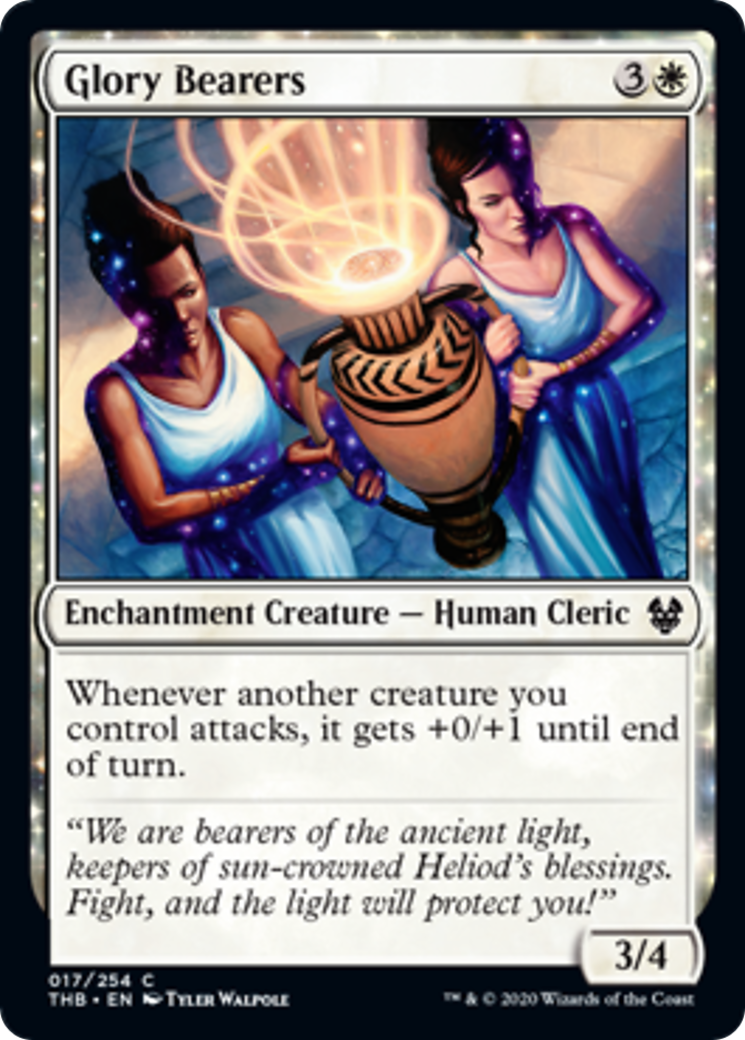 Glory Bearers 3
Enchantment Creature — Human Cleric
Whenever another creature you
control attacks, it gets +0/+1 until end
of turn.
“We are bearers of the ancient light,
keepers of sun-crowned Heliod’s blessings.
Fight, and the light will protect you!”
3/4
017/254 C
THB • EN Tyler Walpole
™ & © 2020 Wizards of the Coast